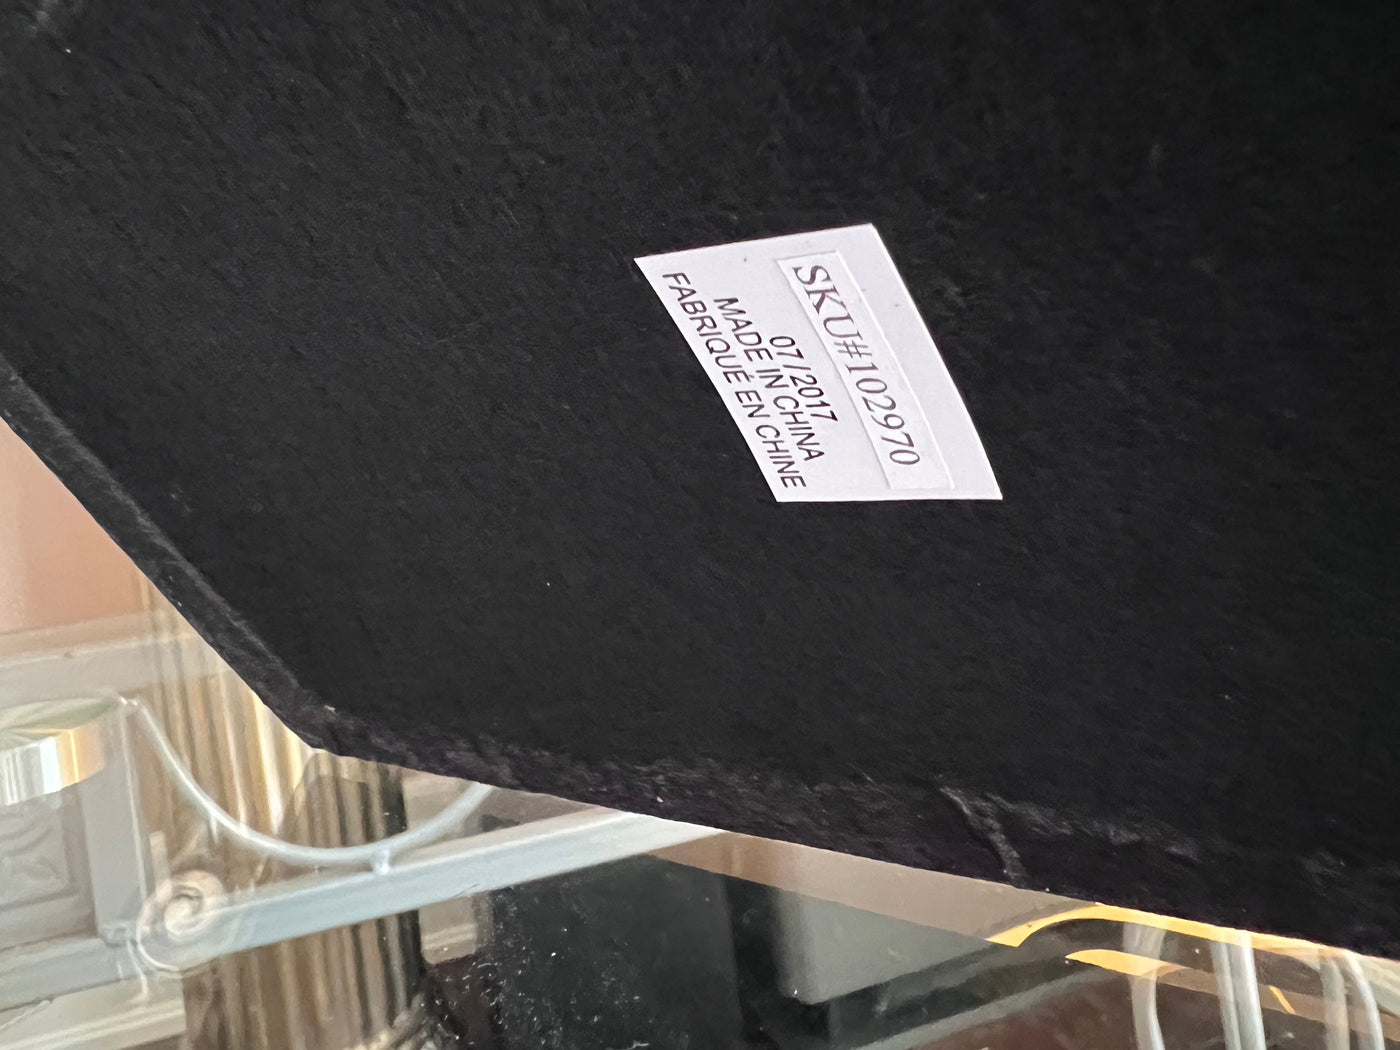 SKU#102970
07/2017
MADE IN CHINA
FABRIQUÉ EN CHINE